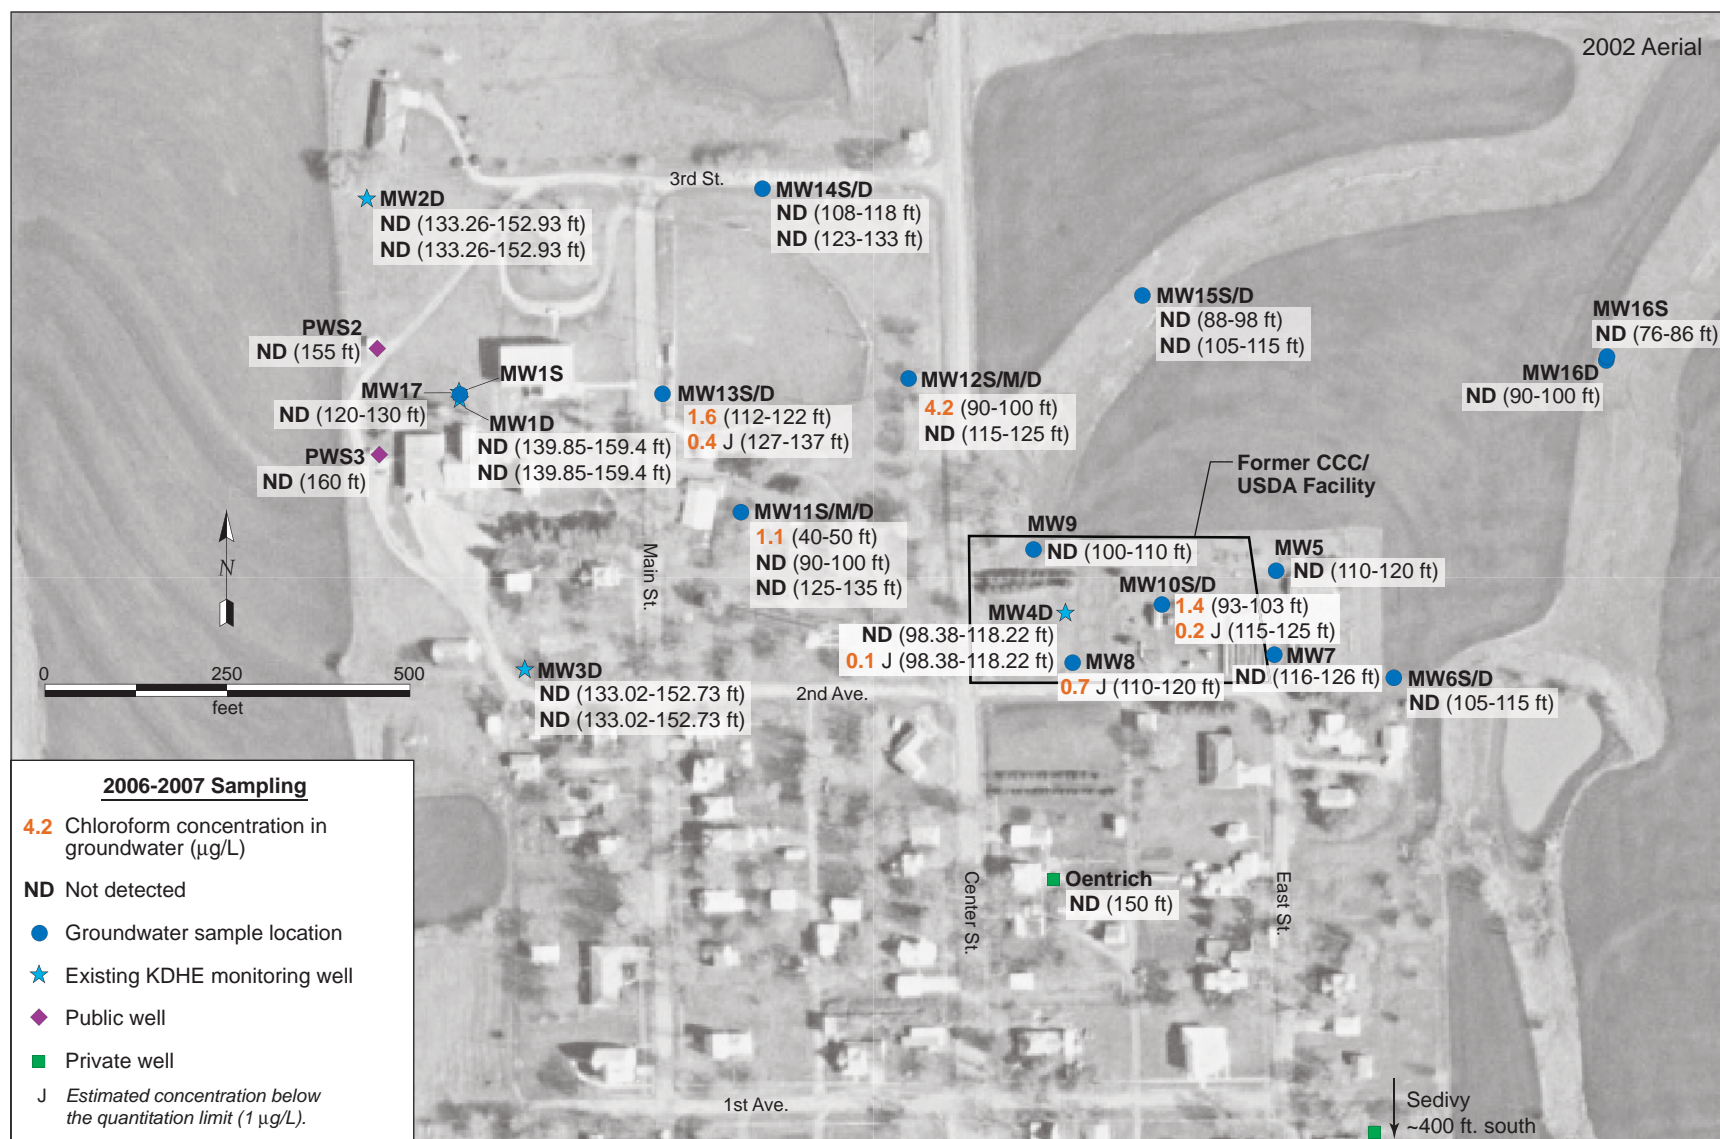 2002 Aerial
3rd St.
MW2D
ND (133.26-152.93 ft)
ND (133.26-152.93 ft)
MW14S/D
ND (108-118 ft)
ND (123-133 ft)
MW15S/D
ND (88-98 ft)
ND (105-115 ft)
MW16S
ND (76-86 ft)
MW16D
ND (90-100 ft)
PWS2
ND (155 ft)
MW1S
MW17
ND (120-130 ft)
MW1D
ND (139.85-159.4 ft)
ND (139.85-159.4 ft)
PWS3
ND (160 ft)
MW13S/D
1.6 (112-122 ft)
0.4 J (127-137 ft)
MW12S/M/D
4.2 (90-100 ft)
ND (115-125 ft)
Former CCC/
USDA Facility
MW11S/M/D
1.1 (40-50 ft)
ND (90-100 ft)
ND (125-135 ft)
Main St.
N
MW9
ND (100-110 ft)
MW5
ND (110-120 ft)
MW10S/D
1.4 (93-103 ft)
0.2 J (115-125 ft)
MW4D
ND (98.38-118.22 ft)
0.1 J (98.38-118.22 ft)
MW8
0.7 J (110-120 ft)
MW7
ND (116-126 ft)
MW6S/D
ND (105-115 ft)
0 250 500
feet
MW3D
ND (133.02-152.73 ft)
ND (133.02-152.73 ft)
2nd Ave.
Oentrich
ND (150 ft)
Center St.
East St.
1st Ave.
Sedivy
~400 ft. south
2006-2007 Sampling
4.2 Chloroform concentration in
groundwater (μg/L)
ND Not detected
Groundwater sample location
Existing KDHE monitoring well
Public well
Private well
J Estimated concentration below
the quantitation limit (1 μg/L).